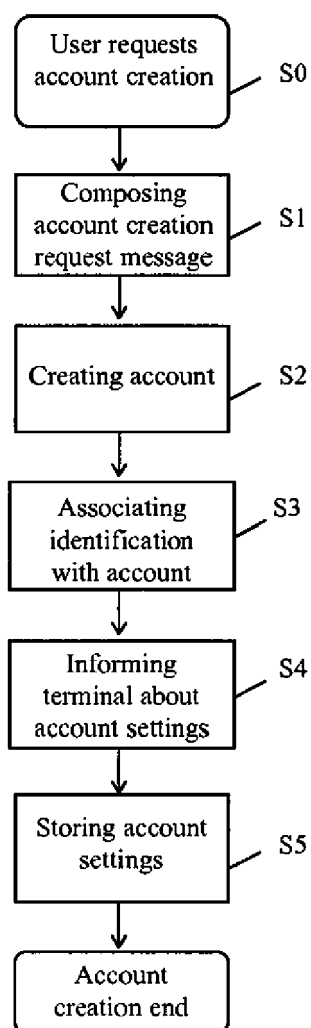 User requests
account creation
S0
Composing
account creation
request message
S1
Creating account
S2
Associating
identification
with account
S3
Informing
terminal about
account settings
S4
Storing account
settings
S5
Account
creation end